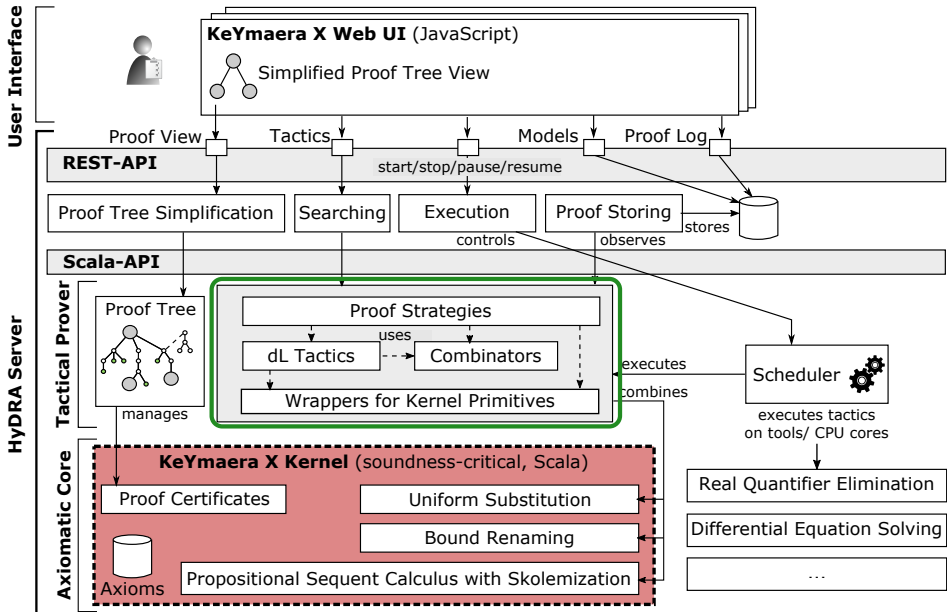 User Interface
KeYmaera X Web UI (JavaScript)
Simplified Proof Tree View
Proof View
Tactics
Models
Proof Log
HyDRA Server
REST-API
start/stop/pause/resume
Proof Tree Simplification
Searching
Execution
Proof Storing
stores
controls
observes
Scala-API
Tactical Prover
Proof Tree
manages
Proof Strategies
uses
dL Tactics
Combinators
Wrappers for Kernel Primitives
executes
combines
Scheduler
executes tactics
on tools/ CPU cores
Axiomatic Core
KeYmaera X Kernel (soundness-critical, Scala)
Proof Certificates
Uniform Substitution
Bound Renaming
Axioms
Propositional Sequent Calculus with Skolemization
Real Quantifier Elimination
Differential Equation Solving
...